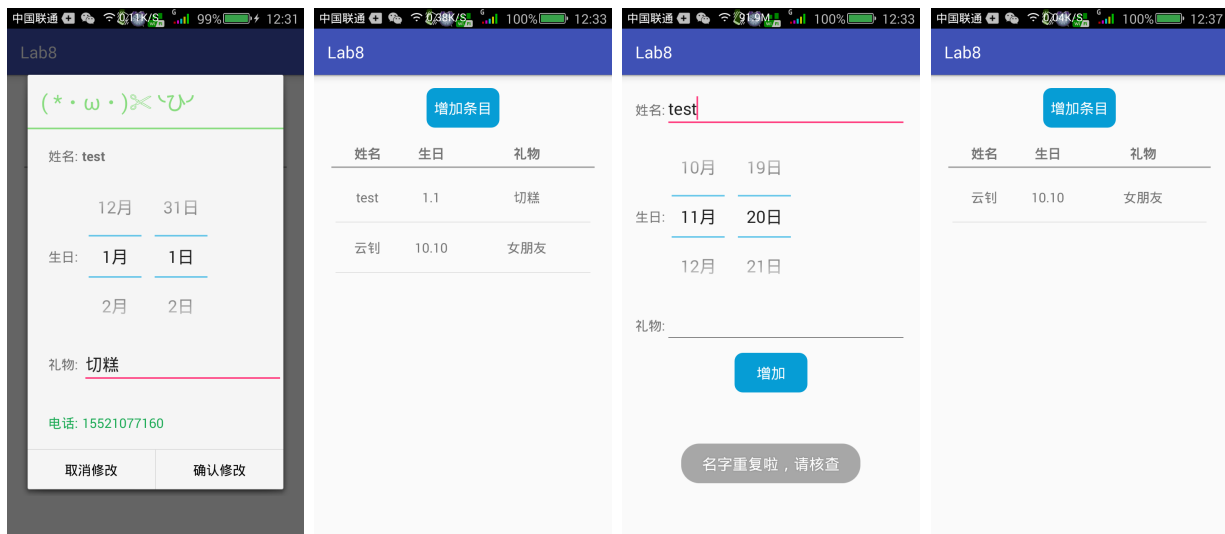 中国联通 0.11K/S G 99% 12:31
Lab8
( *・ω・)✂╰ひ╯
姓名: test
12月 31日
生日: 1月 1日
2月 2日
礼物: 切糕
电话: 15521077160
取消修改 确认修改
中国联通 0.38K/S G 100% 12:33
Lab8
增加条目
姓名 生日 礼物
test 1.1 切糕
云钊 10.10 女朋友
中国联通 91.9M G 100% 12:33
Lab8
姓名: test
10月 19日
生日: 11月 20日
12月 21日
礼物:
增加
名字重复啦，请核查
中国联通 0.04K/S G 100% 12:37
Lab8
增加条目
姓名 生日 礼物
云钊 10.10 女朋友